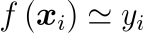 f (𝒙ᵢ) ≃ yᵢ